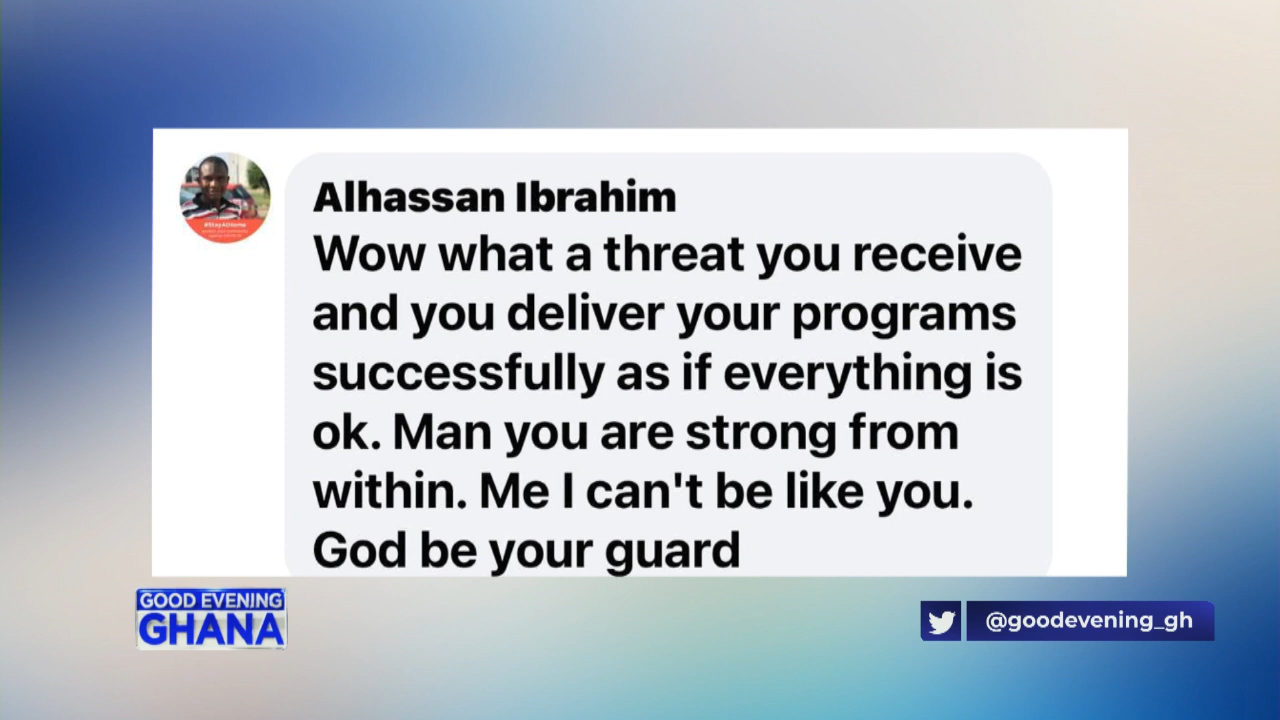 Alhassan Ibrahim
Wow what a threat you receive
and you deliver your programs
successfully as if everything is
ok. Man you are strong from
within. Me I can't be like you.
God be your guard
#StayAtHome
GOOD EVENING
GHANA
@goodevening_gh